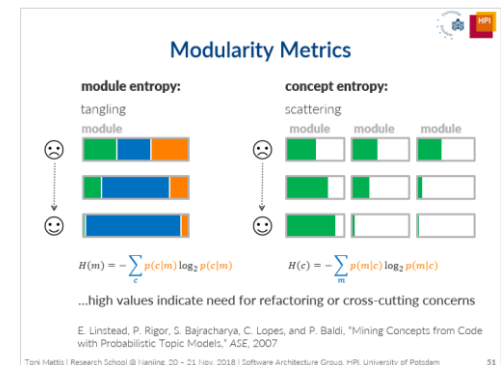 HPI
Modularity Metrics
module entropy:
tangling
module
concept entropy:
scattering
module module module
H(m) = −∑c p(c|m) log₂ p(c|m)
H(c) = −∑m p(m|c) log₂ p(m|c)
...high values indicate need for refactoring or cross-cutting concerns
E. Linstead, P. Rigor, S. Bajracharya, C. Lopes, and P. Baldi, "Mining Concepts from Code
with Probabilistic Topic Models," ASE, 2007
Toni Mattis | Research School @ Nanjing, 20 – 21 Nov, 2018 | Software Architecture Group, HPI, University of Potsdam 51